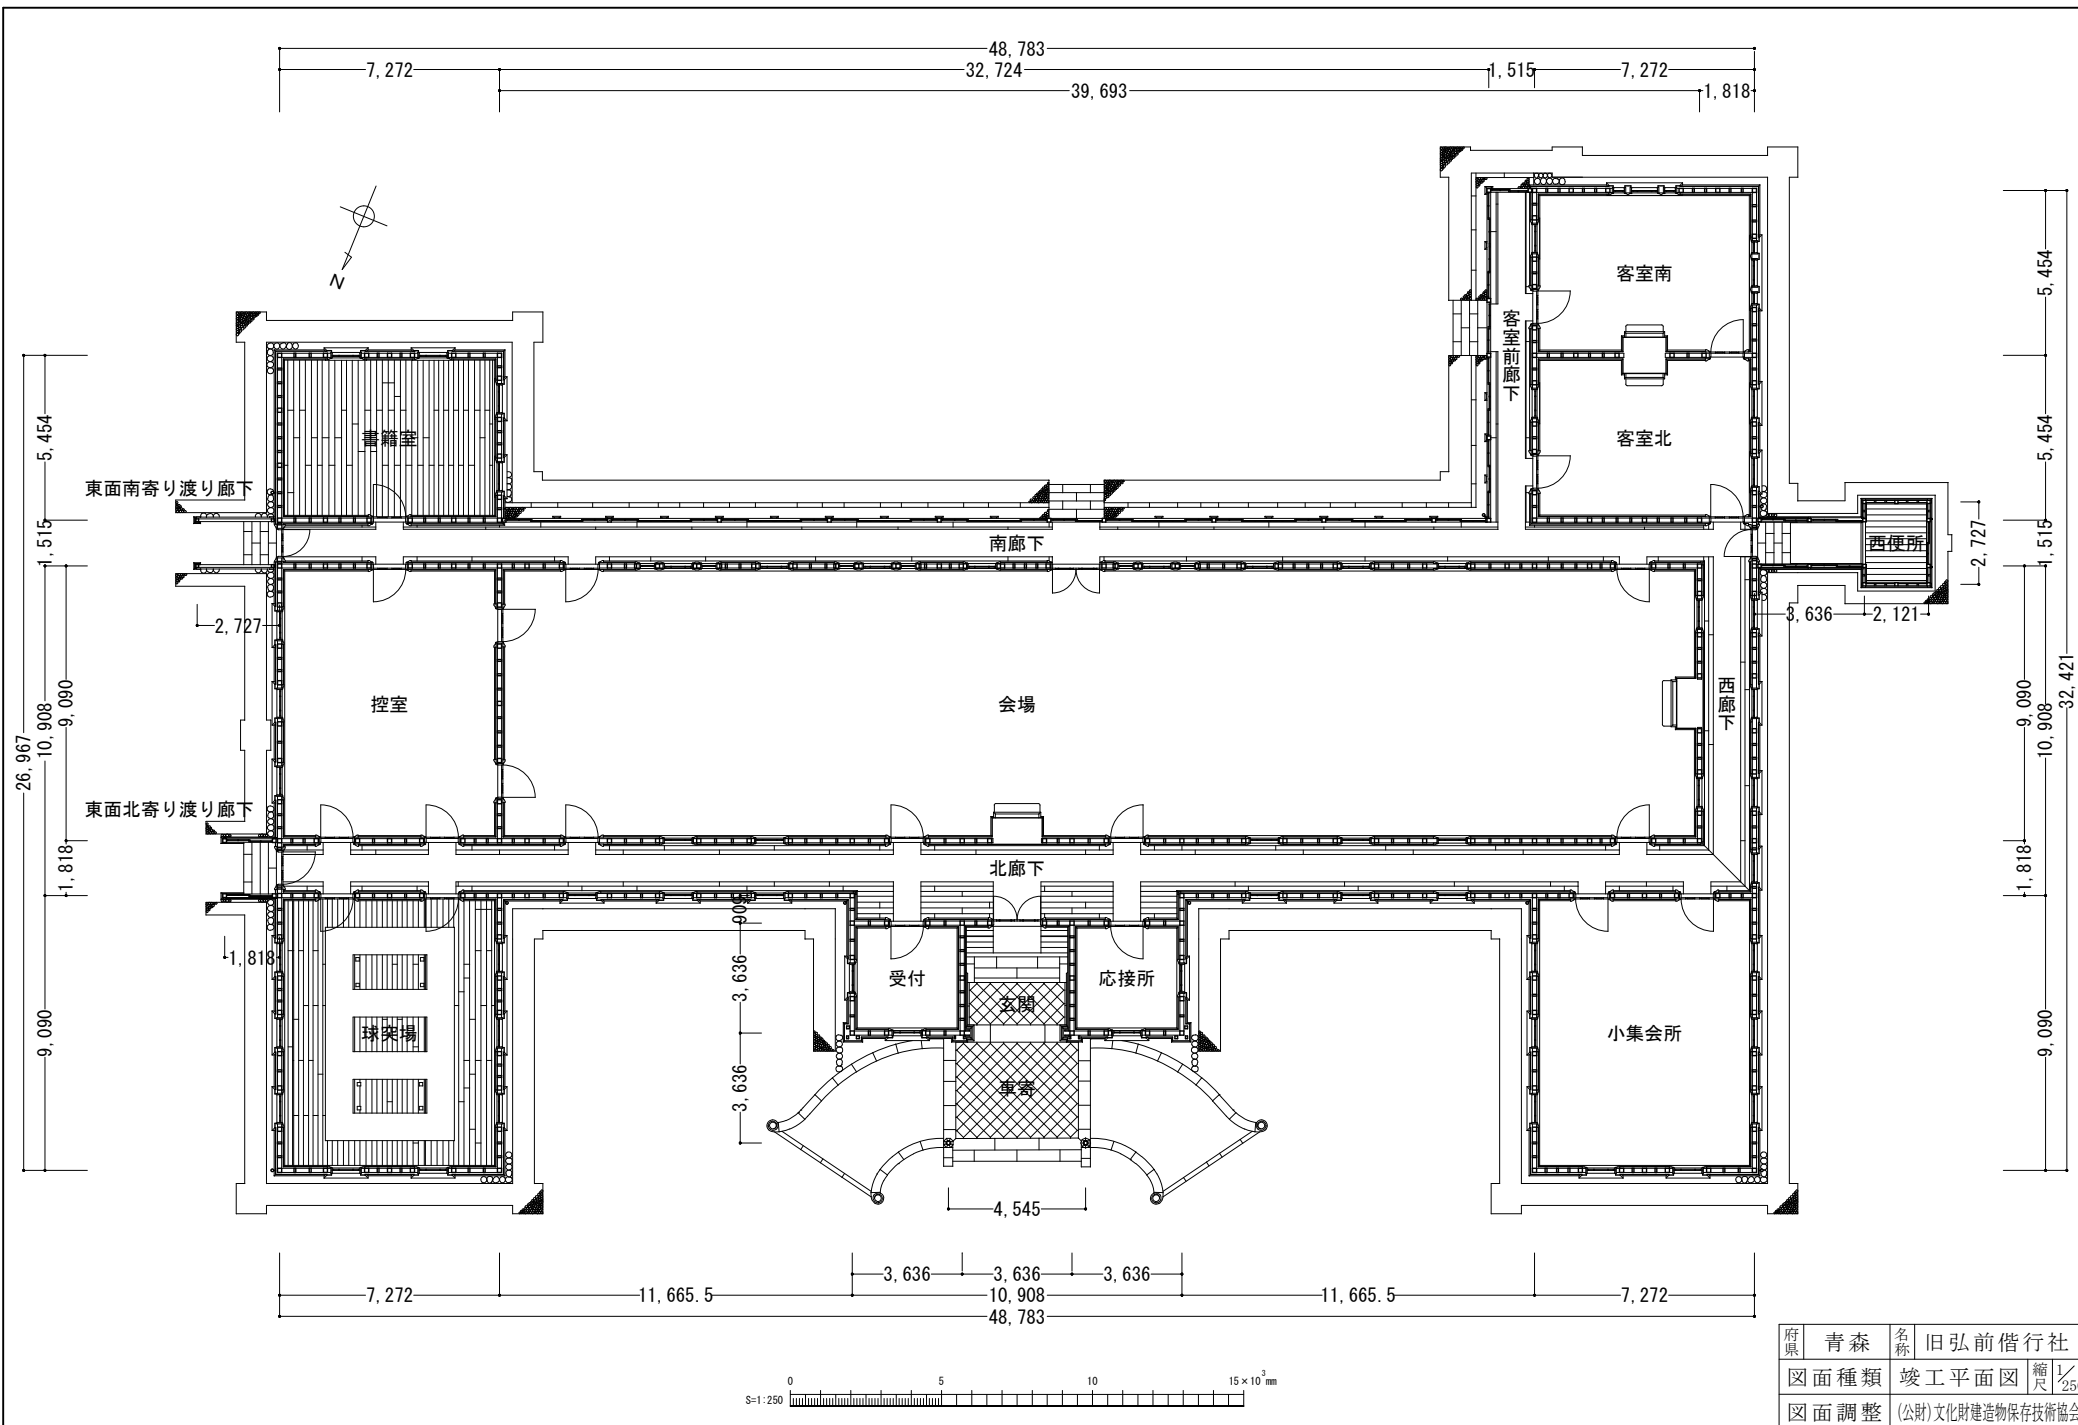 48,783
7,272
32,724
1,515
7,272
39,693
1,818
N
客室南
客室前廊下
客室北
5,454
5,454
1,515
9,090
10,908
32,421
1,818
9,090
書籍室
東面南寄り渡り廊下
5,454
1,515
9,090
10,908
26,967
1,818
9,090
南廊下
西便所
2,727
3,636
2,121
2,727
控室
会場
西廊下
東面北寄り渡り廊下
北廊下
1,818
909
3,636
3,636
受付
玄関
応接所
球突場
車寄
小集会所
4,545
3,636
3,636
3,636
7,272
11,665.5
10,908
11,665.5
7,272
48,783
0
5
10
15×10³mm
S=1:250
府県 青森 名称 旧弘前偕行社
図面種類 竣工平面図 縮尺 1/250
図面調整 (公財)文化財建造物保存技術協会